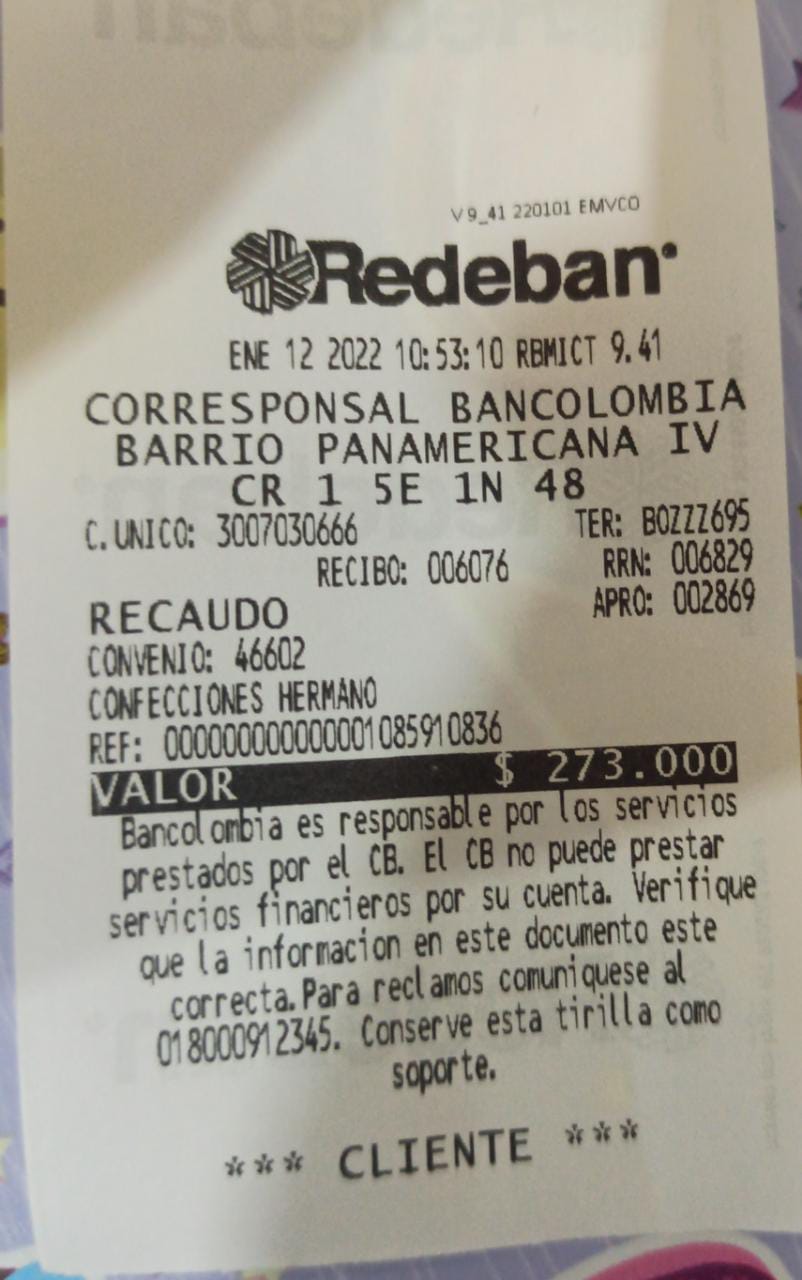 V 9_41 220101 EMVCO
Redeban
ENE 12 2022 10:53:10 RBMICT 9.41
CORRESPONSAL BANCOLOMBIA
BARRIO PANAMERICANA IV
CR 1 5E 1N 48
C. UNICO: 3007030666 TER: BOZZZ695
RECIBO: 006076 RRN: 006829
RECAUDO APRO: 002869
CONVENIO: 46602
CONFECCIONES HERMANO
REF: 00000000000001085910836
VALOR $ 273.000
Bancolombia es responsable por los servicios
prestados por el CB. El CB no puede prestar
servicios financieros por su cuenta. Verifique
que la informacion en este documento este
correcta. Para reclamos comuniquese al
018000912345. Conserve esta tirilla como
soporte.
*** CLIENTE ***